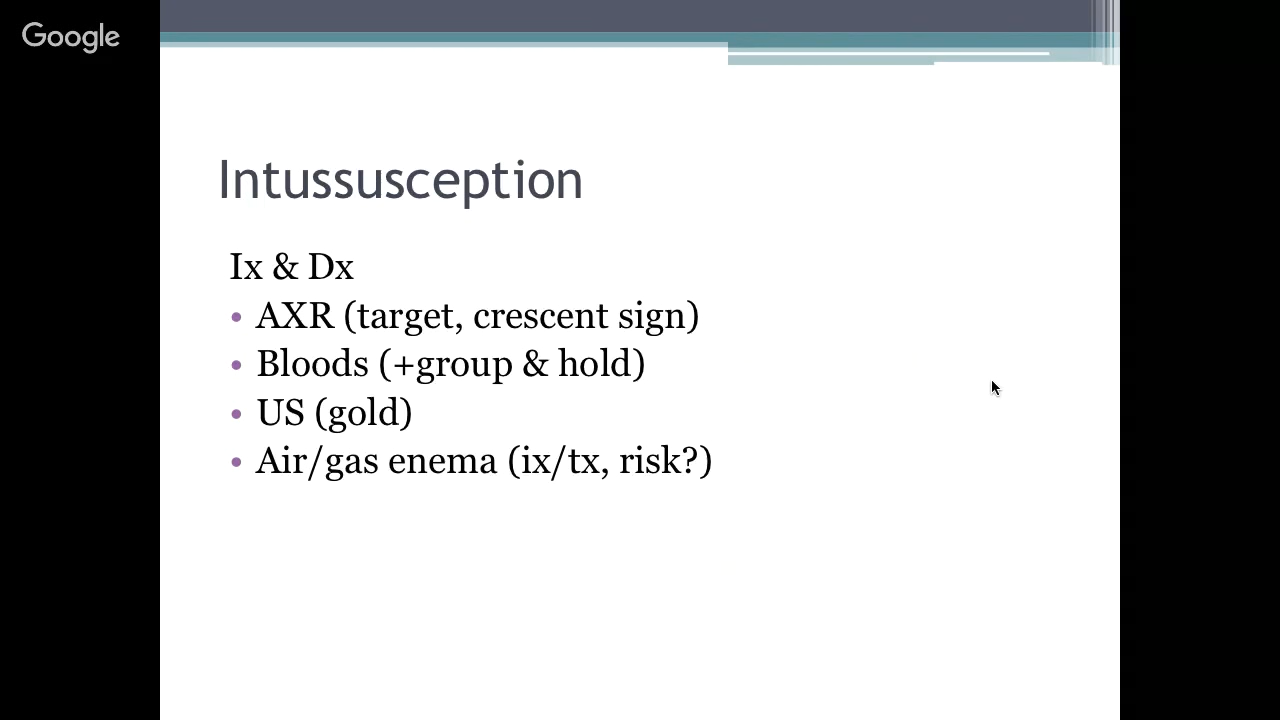 Google
Intussusception
Ix & Dx
• AXR (target, crescent sign)
• Bloods (+group & hold)
• US (gold)
• Air/gas enema (ix/tx, risk?)